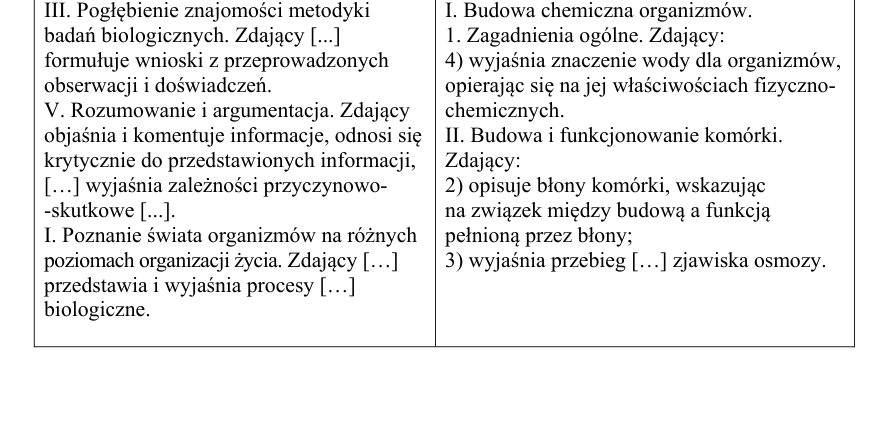 III. Pogłębienie znajomości metodyki
badań biologicznych. Zdający [...]
formułuje wnioski z przeprowadzonych
obserwacji i doświadczeń.
V. Rozumowanie i argumentacja. Zdający
objaśnia i komentuje informacje, odnosi się
krytycznie do przedstawionych informacji,
[…] wyjaśnia zależności przyczynowo-
-skutkowe [...].
I. Poznanie świata organizmów na różnych
poziomach organizacji życia. Zdający […]
przedstawia i wyjaśnia procesy […]
biologiczne.
I. Budowa chemiczna organizmów.
1. Zagadnienia ogólne. Zdający:
4) wyjaśnia znaczenie wody dla organizmów,
opierając się na jej właściwościach fizyczno-
chemicznych.
II. Budowa i funkcjonowanie komórki.
Zdający:
2) opisuje błony komórki, wskazując
na związek między budową a funkcją
pełnioną przez błony;
3) wyjaśnia przebieg […] zjawiska osmozy.